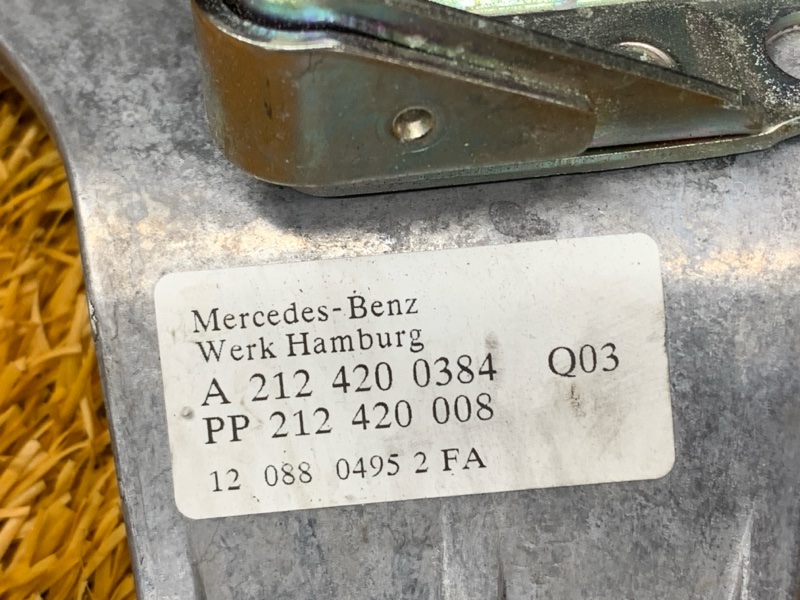 Mercedes-Benz
Werk Hamburg
A 212 420 0384 Q03
PP 212 420 008
12 088 0495 2 FA